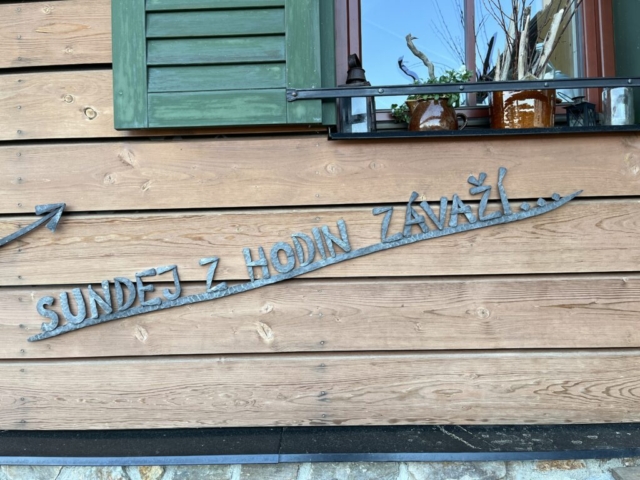 SUNDEJ Z HODIN ZÁVAŽÍ....